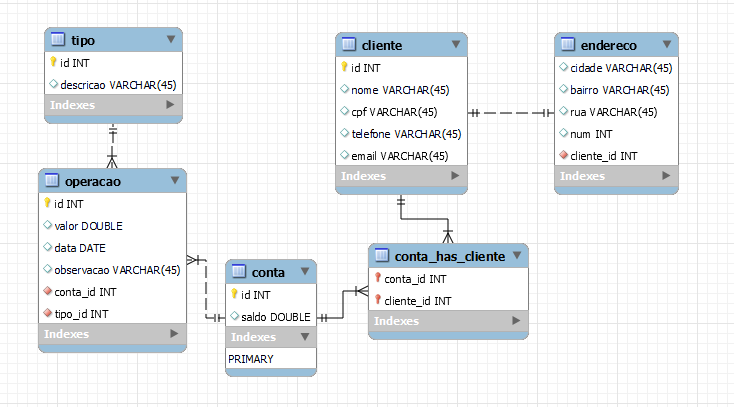 tipo
id INT
descricao VARCHAR(45)
Indexes
cliente
id INT
nome VARCHAR(45)
cpf VARCHAR(45)
telefone VARCHAR(45)
email VARCHAR(45)
Indexes
endereco
cidade VARCHAR(45)
bairro VARCHAR(45)
rua VARCHAR(45)
num INT
cliente_id INT
Indexes
operacao
id INT
valor DOUBLE
data DATE
observacao VARCHAR(45)
conta_id INT
tipo_id INT
Indexes
conta
id INT
saldo DOUBLE
Indexes
PRIMARY
conta_has_cliente
conta_id INT
cliente_id INT
Indexes